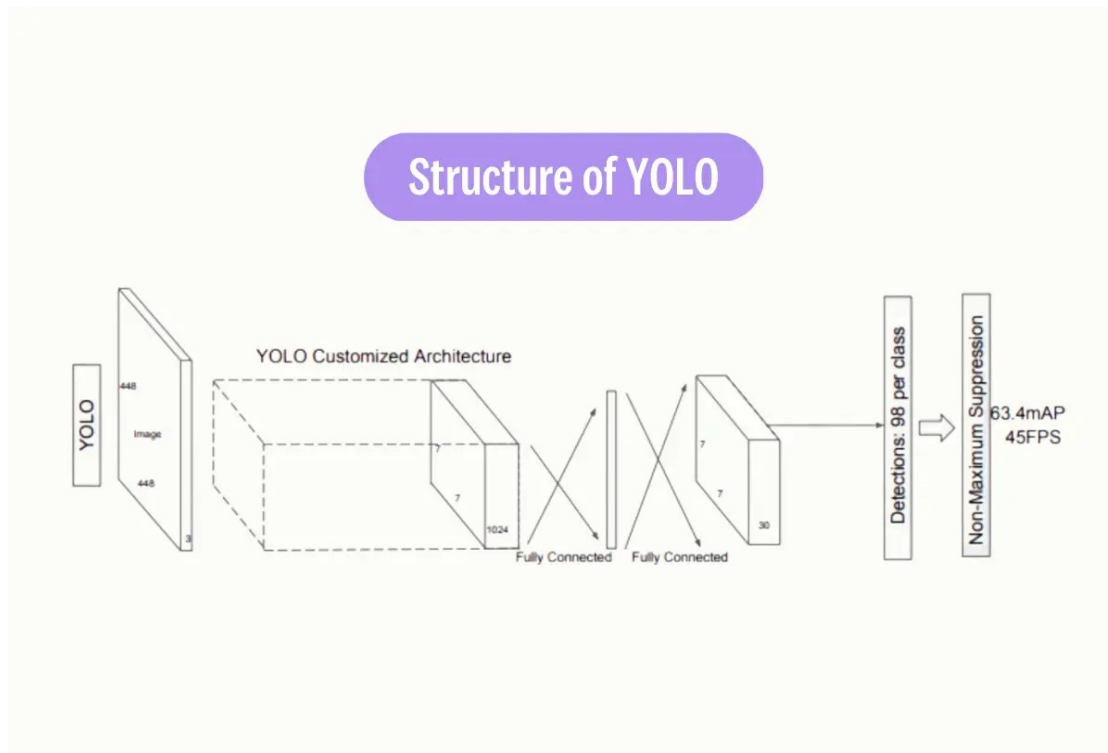 Structure of YOLO
YOLO Customized Architecture
YOLO
448
Image
448
3
7
7
1024
Fully Connected
Fully Connected
7
7
30
Detections: 98 per class
Non-Maximum Suppression
63.4mAP
45FPS